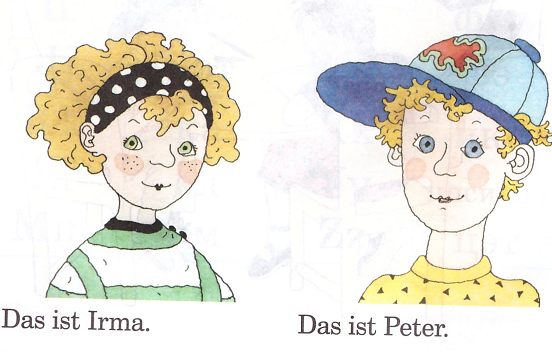 Das ist Irma.
Das ist Peter.